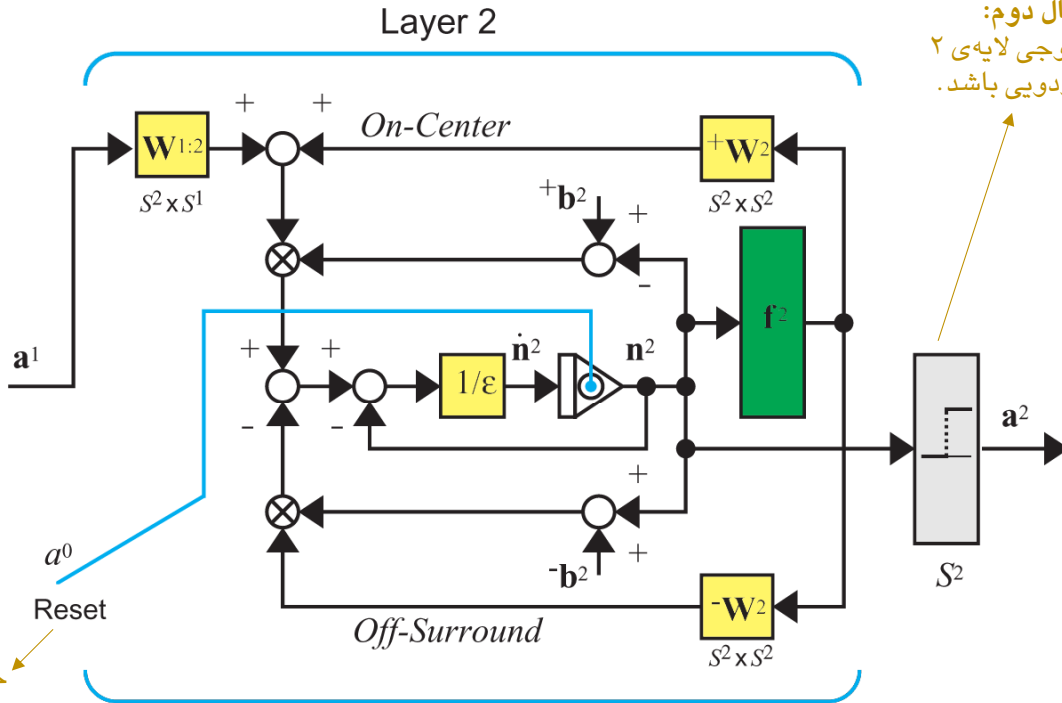 Layer 2
ال دوم:
وجی لایه‌ی ۲
دویی باشد.
+ +
On-Center
W1:2
S2 x S1
+W2
S2 x S2
+b2
+
-
f2
a1
+ +
ṅ2
n2
1/ε
- -
a2
+
+
-b2
S2
a0
Reset
Off-Surround
-W2
S2 x S2